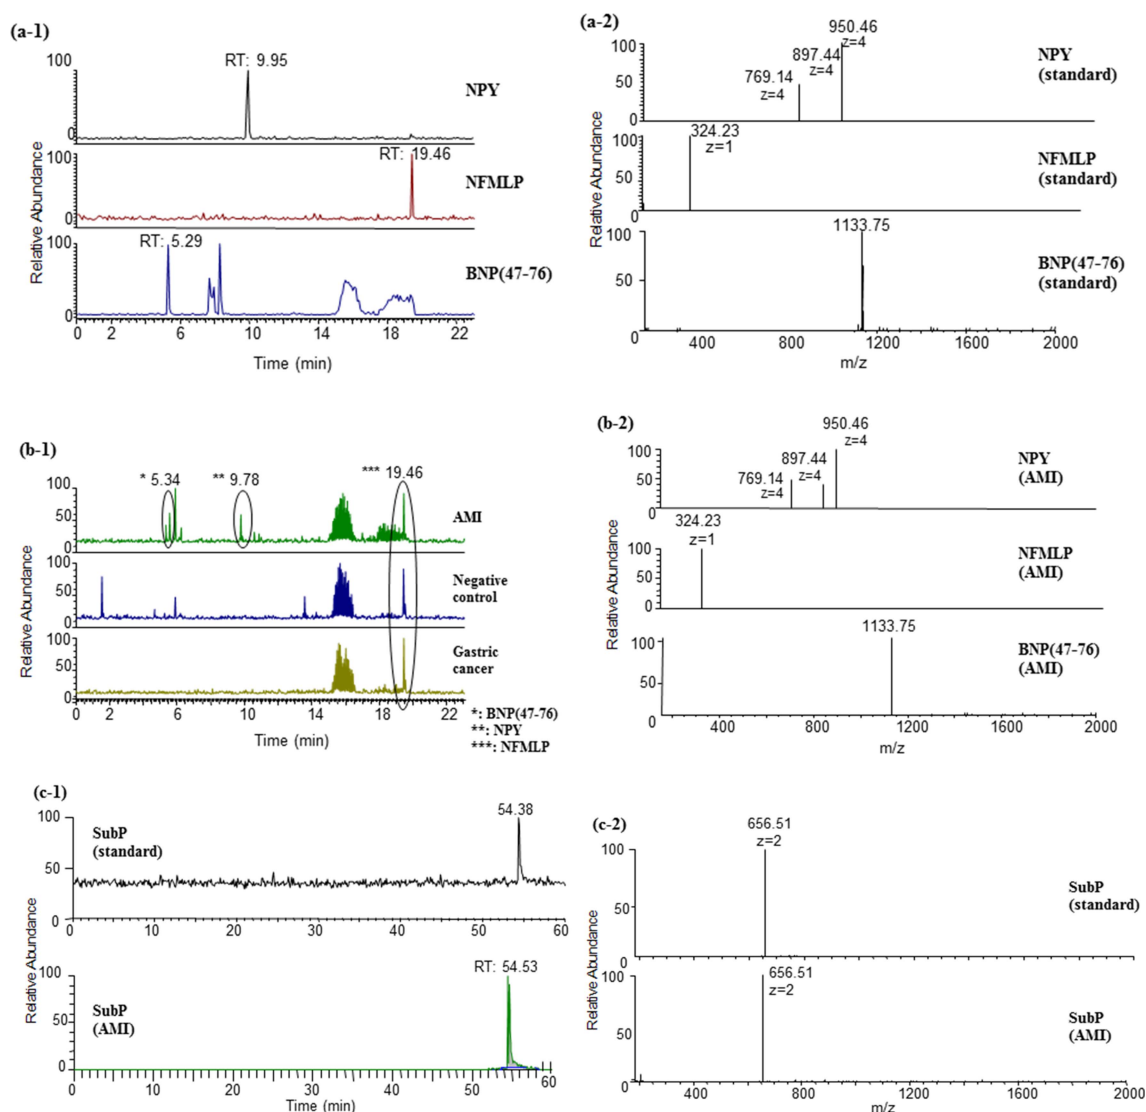 (a-1)
100
RT: 9.95
NPY
0
100
RT: 19.46
NFMLP
0
100
RT: 5.29
BNP(47-76)
0
0 2 6 10 14 18 22
Time (min)
Relative Abundance
(a-2)
950.46
z=4
897.44
z=4
769.14
z=4
100
50
0
NPY
(standard)
100
324.23
z=1
50
0
NFMLP
(standard)
100
1133.75
50
0
BNP(47-76)
(standard)
400 800 1200 1600 2000
m/z
Relative Abundance
(b-1)
* 5.34 ** 9.78 *** 19.46
100
50
0
AMI
100
50
0
Negative
control
100
50
0
Gastric
cancer
0 2 6 10 14 18 22
Time (min)
*: BNP(47-76)
**: NPY
***: NFMLP
Relative Abundance
(b-2)
950.46
z=4
897.44
z=4
769.14
z=4
100
50
0
NPY
(AMI)
324.23
z=1
100
50
0
NFMLP
(AMI)
1133.75
100
50
0
BNP(47-76)
(AMI)
400 800 1200 1600 2000
m/z
Relative Abundance
(c-1)
54.38
100
50
0
SubP
(standard)
0 10 20 30 40 50 60
RT: 54.53
100
50
0
SubP
(AMI)
0 10 20 30 40 50 60
Time (min)
Relative Abundance
(c-2)
656.51
z=2
100
50
0
SubP
(standard)
656.51
z=2
100
50
0
SubP
(AMI)
400 800 1200 1600 2000
m/z
Relative Abundance